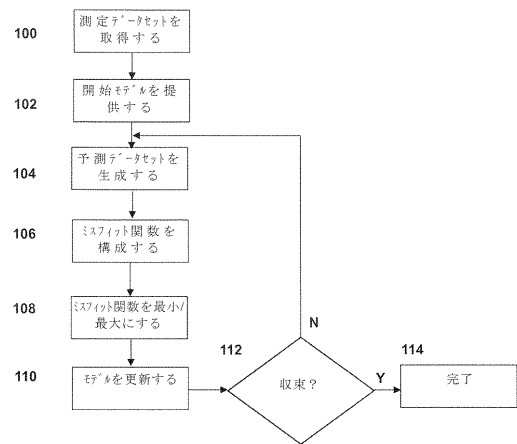 100
測定データセットを
取得する
102
開始モデルを提
供する
104
予測データセットを
生成する
106
ミスフィット関数を
構成する
108
ミスフィット関数を最小/
最大にする
110
モデルを更新する
112
収束？
N
Y
114
完了